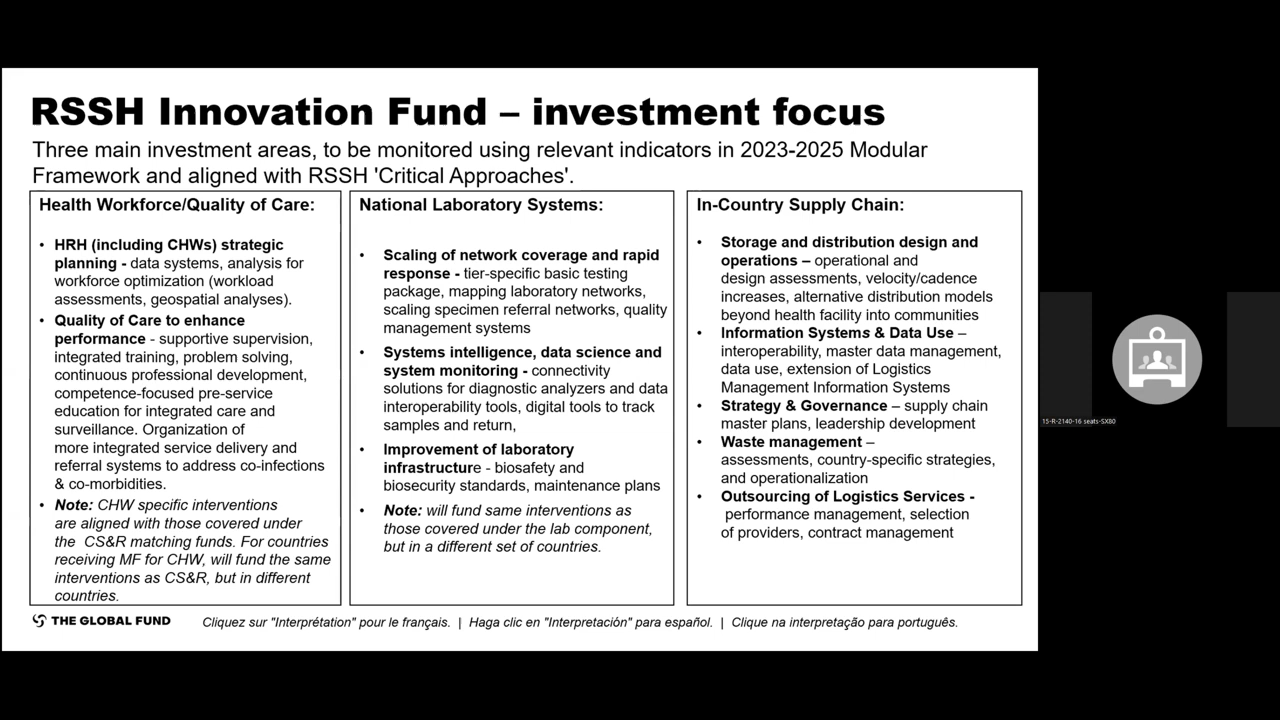 RSSH Innovation Fund – investment focus
Three main investment areas, to be monitored using relevant indicators in 2023-2025 Modular
Framework and aligned with RSSH 'Critical Approaches'.
Health Workforce/Quality of Care:
• HRH (including CHWs) strategic
planning - data systems, analysis for
workforce optimization (workload
assessments, geospatial analyses).
• Quality of Care to enhance
performance - supportive supervision,
integrated training, problem solving,
continuous professional development,
competence-focused pre-service
education for integrated care and
surveillance. Organization of
more integrated service delivery and
referral systems to address co-infections
& co-morbidities.
• Note: CHW specific interventions
are aligned with those covered under
the CS&R matching funds. For countries
receiving MF for CHW, will fund the same
interventions as CS&R, but in different
countries.
National Laboratory Systems:
• Scaling of network coverage and rapid
response - tier-specific basic testing
package, mapping laboratory networks,
scaling specimen referral networks, quality
management systems
• Systems intelligence, data science and
system monitoring - connectivity
solutions for diagnostic analyzers and data
interoperability tools, digital tools to track
samples and return,
• Improvement of laboratory
infrastructure - biosafety and
biosecurity standards, maintenance plans
• Note: will fund same interventions as
those covered under the lab component,
but in a different set of countries.
In-Country Supply Chain:
• Storage and distribution design and
operations – operational and
design assessments, velocity/cadence
increases, alternative distribution models
beyond health facility into communities
• Information Systems & Data Use –
interoperability, master data management,
data use, extension of Logistics
Management Information Systems
• Strategy & Governance – supply chain
master plans, leadership development
• Waste management –
assessments, country-specific strategies,
and operationalization
• Outsourcing of Logistics Services -
performance management, selection
of providers, contract management
THE GLOBAL FUND
Cliquez sur "Interprétation" pour le français. | Haga clic en "Interpretación" para español. | Clique na interpretação para português.
15-R-2140-16 seats-SX80